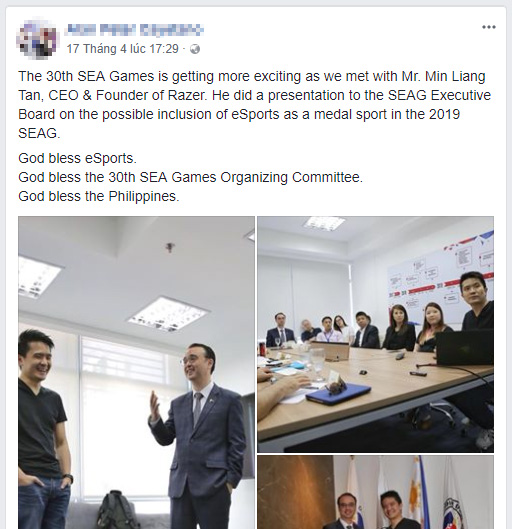 17 Tháng 4 lúc 17:29 ·
The 30th SEA Games is getting more exciting as we met with Mr. Min Liang
Tan, CEO & Founder of Razer. He did a presentation to the SEAG Executive
Board on the possible inclusion of eSports as a medal sport in the 2019
SEAG.
God bless eSports.
God bless the 30th SEA Games Organizing Committee.
God bless the Philippines.